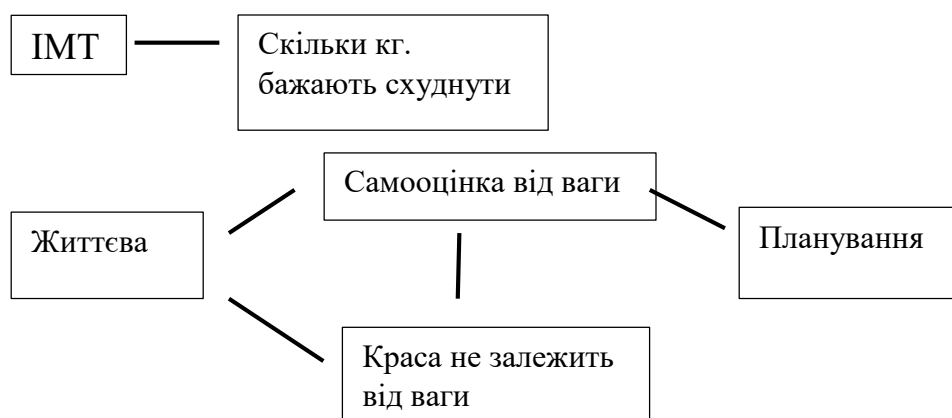 ІМТ
Скільки кг.
бажають схуднути
Самооцінка від ваги
Життєва
Планування
Краса не залежить
від ваги